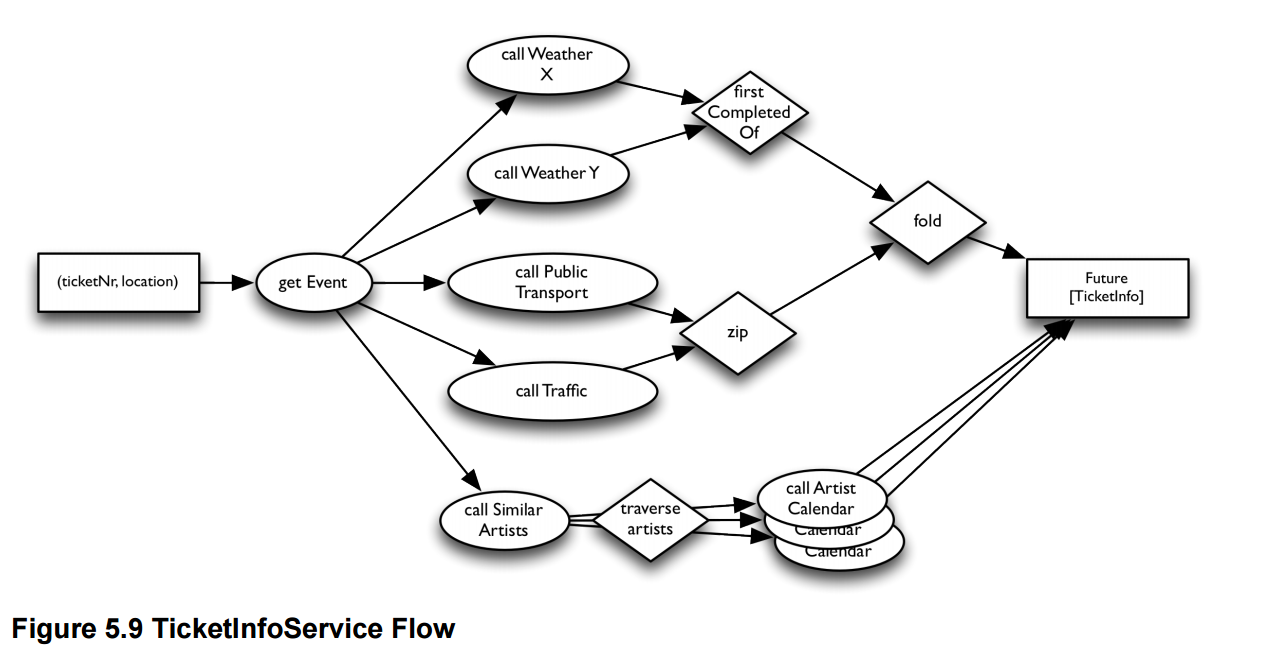 call Weather
X
first
Completed
Of
call Weather Y
fold
(ticketNr, location)
get Event
call Public
Transport
Future
[TicketInfo]
zip
call Traffic
call Similar
Artists
traverse
artists
call Artist
Calendar
Calendar
Calendar
Figure 5.9 TicketInfoService Flow